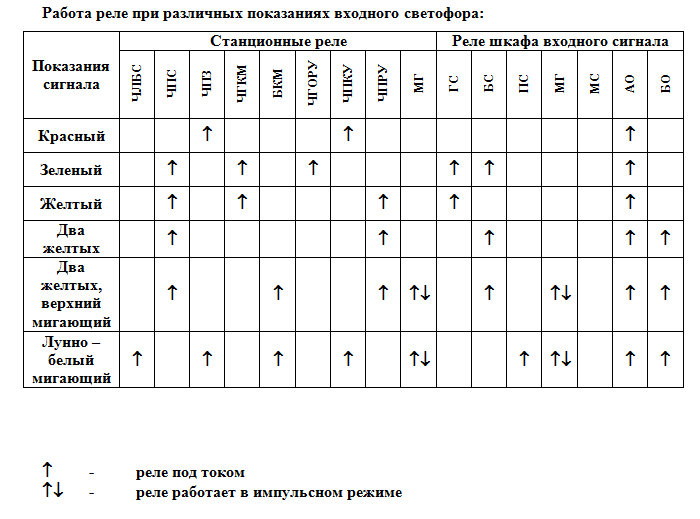 Работа реле при различных показаниях входного светофора:
Показания сигнала Станционные реле Реле шкафа входного сигнала
ЧЛБС ЧПС ЧПЗ ЧГКМ БКМ ЧГОРУ ЧПКУ ЧПРУ МГ ГС БС ПС МГ МС АО БО
Красный ↑ ↑ ↑
Зеленый ↑ ↑ ↑ ↑ ↑ ↑
Желтый ↑ ↑ ↑ ↑ ↑
Два желтых ↑ ↑ ↑ ↑ ↑
Два желтых, верхний мигающий ↑ ↑ ↑ ↑↓ ↑ ↑↓ ↑ ↑
Лунно – белый мигающий ↑ ↑ ↑ ↑ ↑↓ ↑ ↑↓ ↑ ↑
↑ - реле под током
↑↓ - реле работает в импульсном режиме